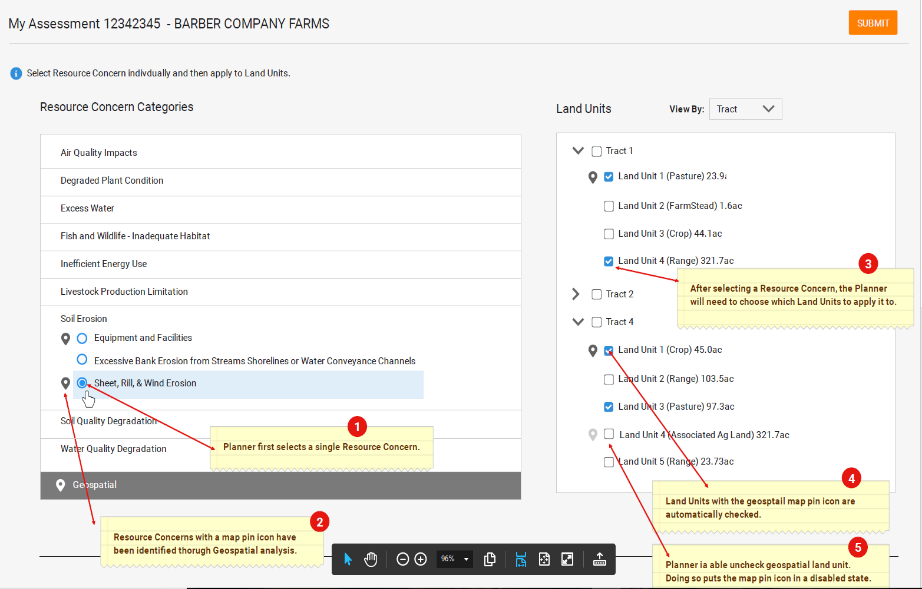 My Assessment 12342345 - BARBER COMPANY FARMS
SUBMIT
Select Resource Concern indivdually and then apply to Land Units.
Resource Concern Categories
Air Quality Impacts
Degraded Plant Condition
Excess Water
Fish and Wildlife - Inadequate Habitat
Inefficient Energy Use
Livestock Production Limitation
Soil Erosion
Equipment and Facilities
Excessive Bank Erosion from Streams Shorelines or Water Conveyance Channels
Sheet, Rill, & Wind Erosion
Soil Quality Degradation
Water Quality Degradation
Geospatial
1
Planner first selects a single Resource Concern.
2
Resource Concerns with a map pin icon have
been identified thorugh Geospatial analysis.
Land Units
View By: Tract
Tract 1
Land Unit 1 (Pasture) 23.9
Land Unit 2 (FarmStead) 1.6ac
Land Unit 3 (Crop) 44.1ac
Land Unit 4 (Range) 321.7ac
3
After selecting a Resource Concern, the Planner
will need to choose which Land Units to apply it to.
Tract 2
Tract 4
Land Unit 1 (Crop) 45.0ac
Land Unit 2 (Range) 103.5ac
Land Unit 3 (Pasture) 97.3ac
Land Unit 4 (Associated Ag Land) 321.7ac
Land Unit 5 (Range) 23.73ac
4
Land Units with the geosptail map pin icon are
automatically checked.
5
Planner ia able uncheck geospatial land unit.
Doing so puts the map pin icon in a disabled state.
96%